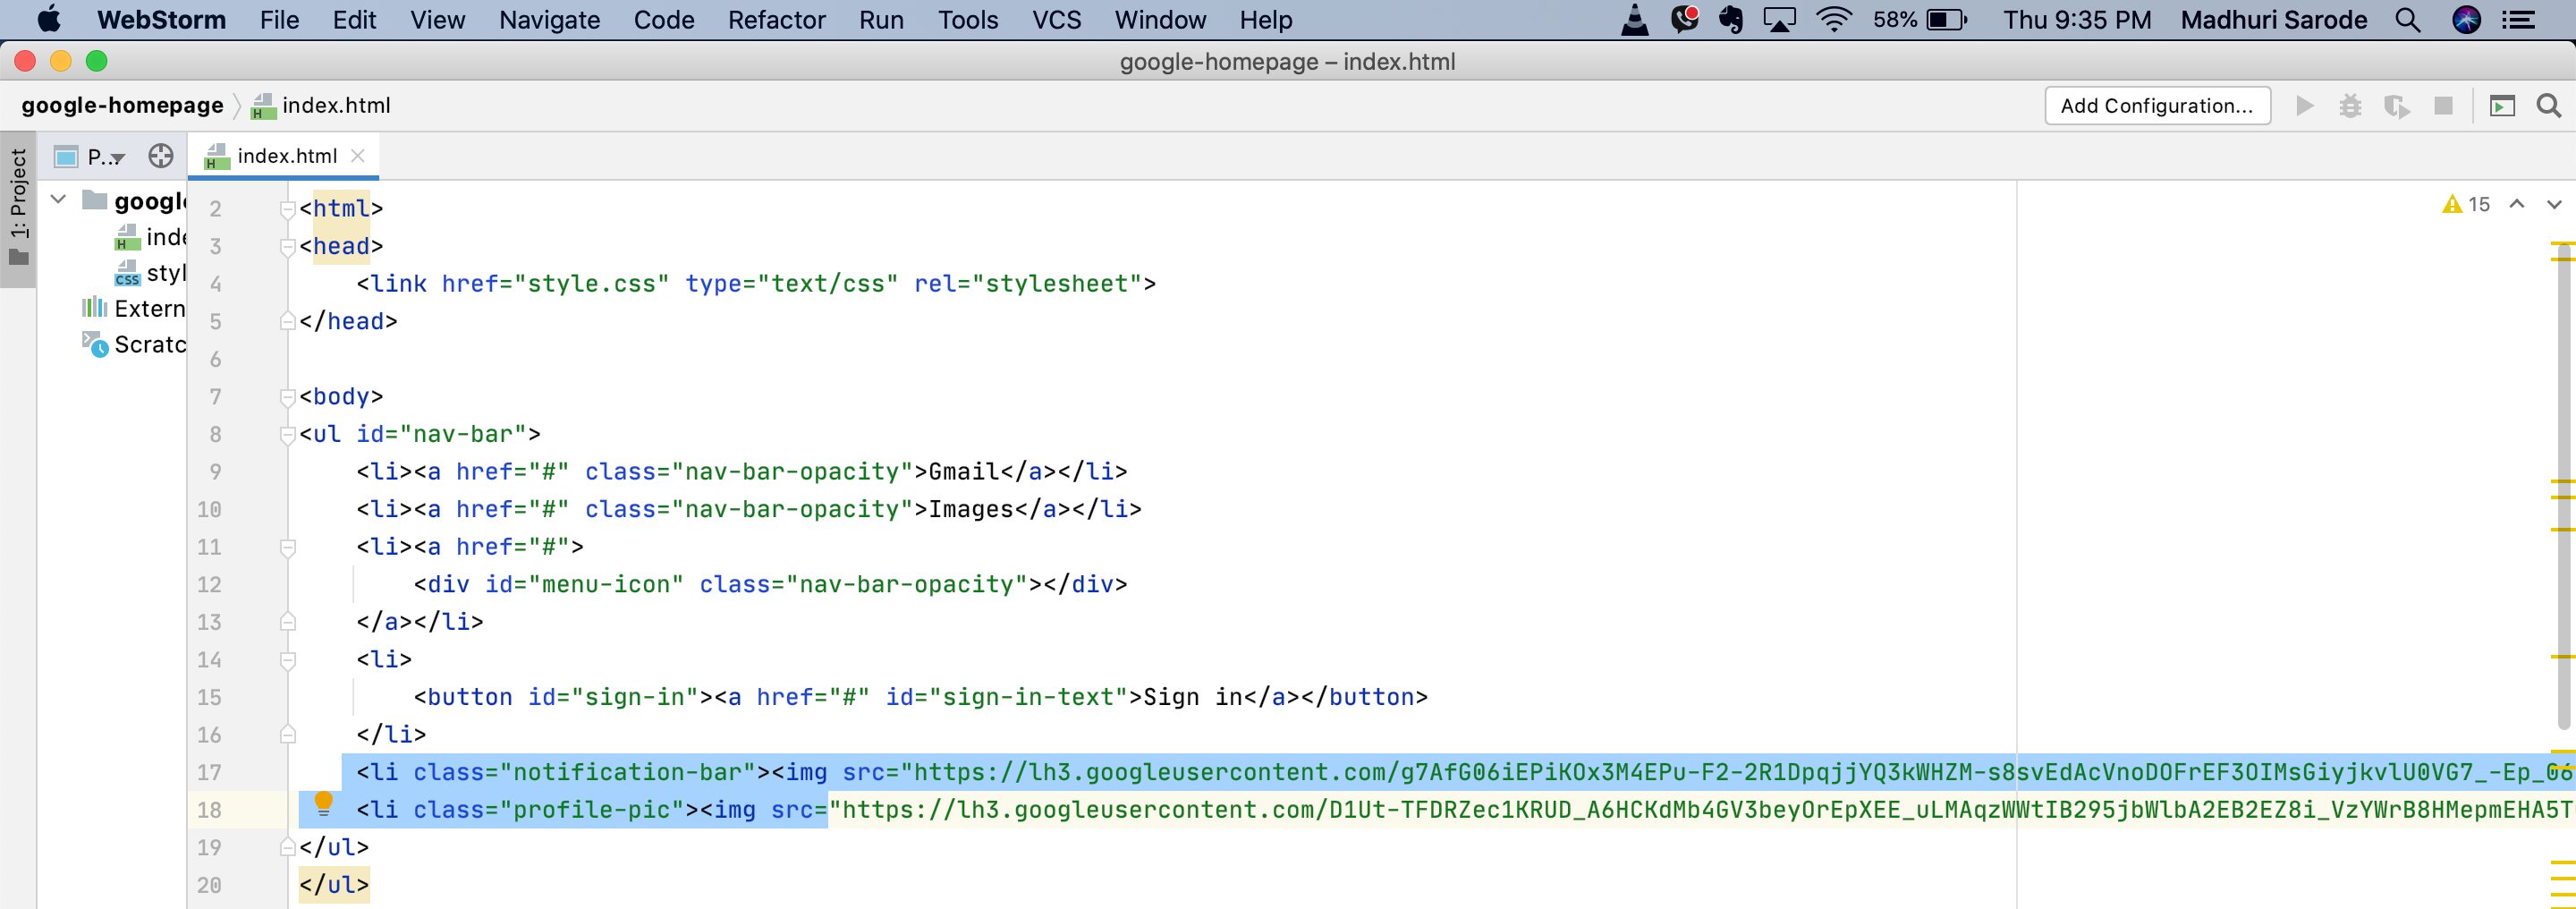 WebStorm File Edit View Navigate Code Refactor Run Tools VCS Window Help 58% Thu 9:35 PM Madhuri Sarode
google-homepage – index.html
google-homepage index.html Add Configuration...
1: Project
P...
index.html
googl
inde
styl
Extern
Scratc
15
2 <html>
3 <head>
4 <link href="style.css" type="text/css" rel="stylesheet">
5 </head>
6
7 <body>
8 <ul id="nav-bar">
9 <li><a href="#" class="nav-bar-opacity">Gmail</a></li>
10 <li><a href="#" class="nav-bar-opacity">Images</a></li>
11 <li><a href="#">
12 <div id="menu-icon" class="nav-bar-opacity"></div>
13 </a></li>
14 <li>
15 <button id="sign-in"><a href="#" id="sign-in-text">Sign in</a></button>
16 </li>
17 <li class="notification-bar"><img src="https://lh3.googleusercontent.com/g7AfG06iEPiKOx3M4EPu-F2-2R1DpqjjYQ3kWHZM-s8svEdAcVnoDOFrEF3OIMsGiyjkvlU0VG7_-Ep_06
18 <li class="profile-pic"><img src="https://lh3.googleusercontent.com/D1Ut-TFDRZec1KRUD_A6HCKdMb4GV3beyOrEpXEE_uLMAqzWWtIB295jbWlbA2EB2EZ8i_VzYWrB8HMepmEHA5T
19 </ul>
20 </ul>